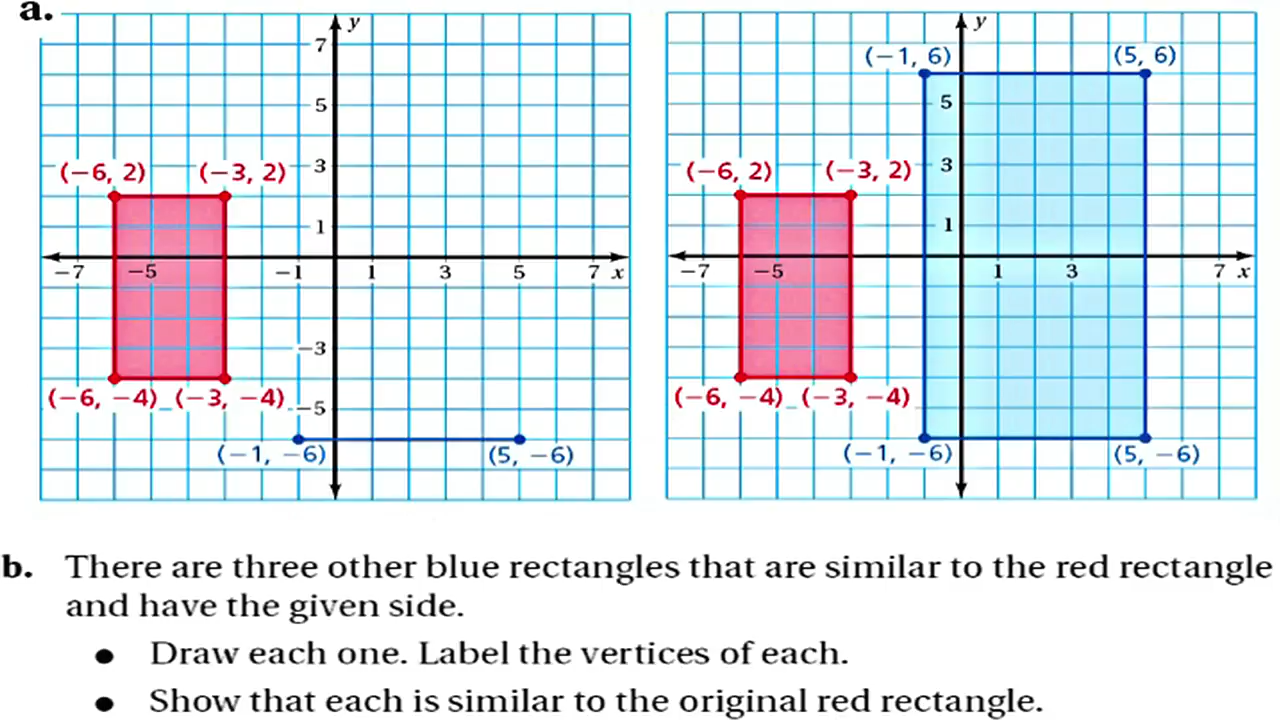 a.
y
7
5
3
1
(−6, 2) (−3, 2)
−7 −5 −1 1 3 5 7 x
−3
−5
(−6, −4) (−3, −4)
(−1, −6) (5, −6)
y
(−1, 6) (5, 6)
5
3
1
(−6, 2) (−3, 2)
−7 −5 1 3 7 x
(−6, −4) (−3, −4)
(−1, −6) (5, −6)
b. There are three other blue rectangles that are similar to the red rectangle
and have the given side.
● Draw each one. Label the vertices of each.
● Show that each is similar to the original red rectangle.